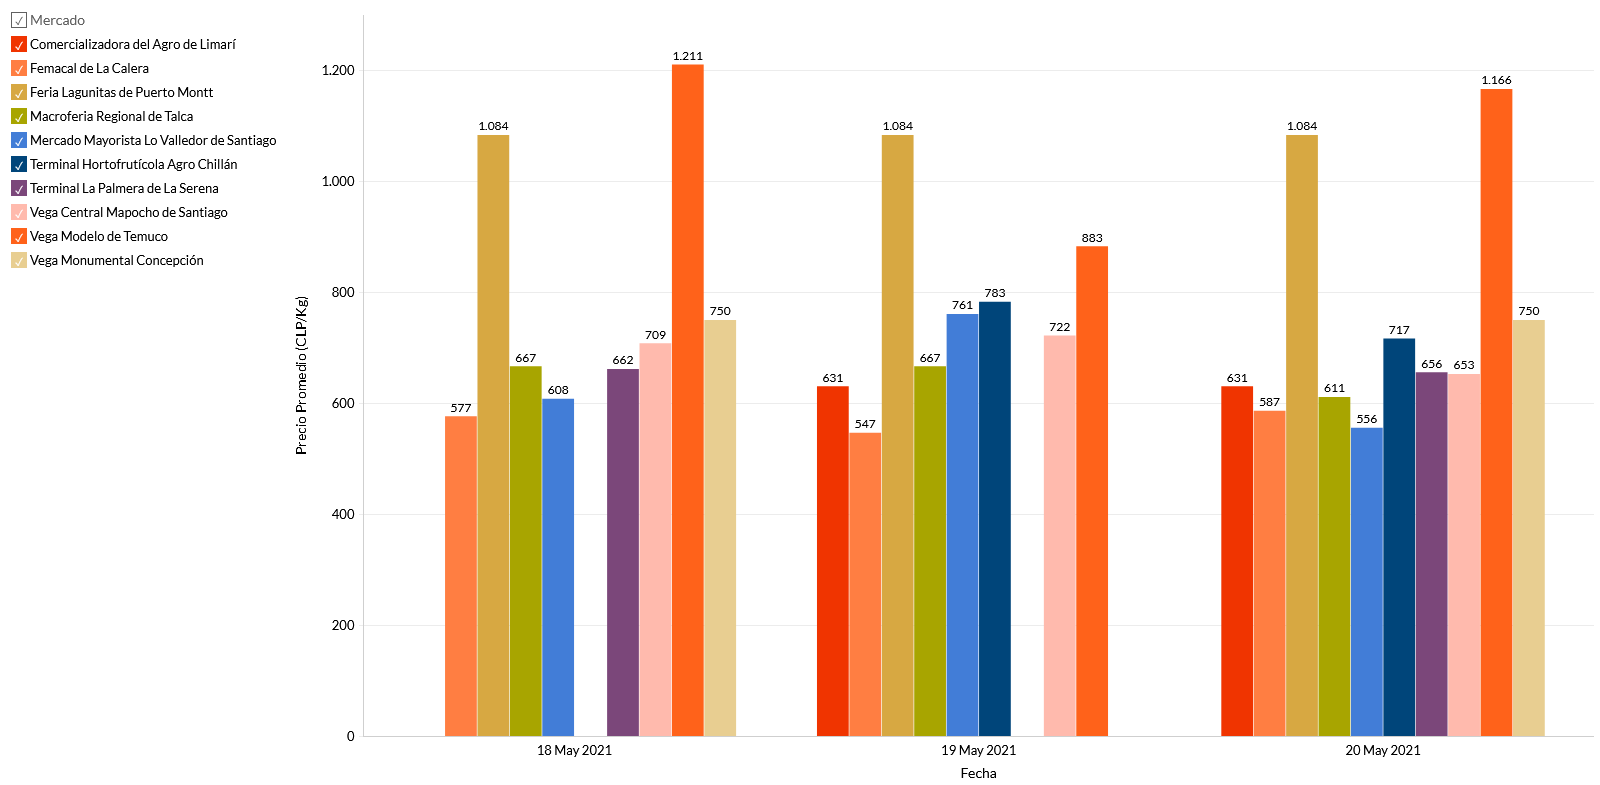 Mercado
Comercializadora del Agro de Limarí
Femacal de La Calera
Feria Lagunitas de Puerto Montt
Macroferia Regional de Talca
Mercado Mayorista Lo Valledor de Santiago
Terminal Hortofrutícola Agro Chillán
Terminal La Palmera de La Serena
Vega Central Mapocho de Santiago
Vega Modelo de Temuco
Vega Monumental Concepción
Precio Promedio (CLP/Kg)
1.200
1.000
800
600
400
200
0
577
1.084
667
608
662
709
1.211
750
631
547
1.084
667
761
783
722
883
631
587
1.084
611
556
717
656
653
1.166
750
18 May 2021
19 May 2021
20 May 2021
Fecha